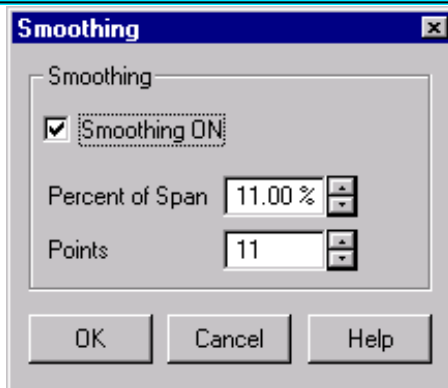 Smoothing
Smoothing
Smoothing ON
Percent of Span 11.00 %
Points 11
OK Cancel Help